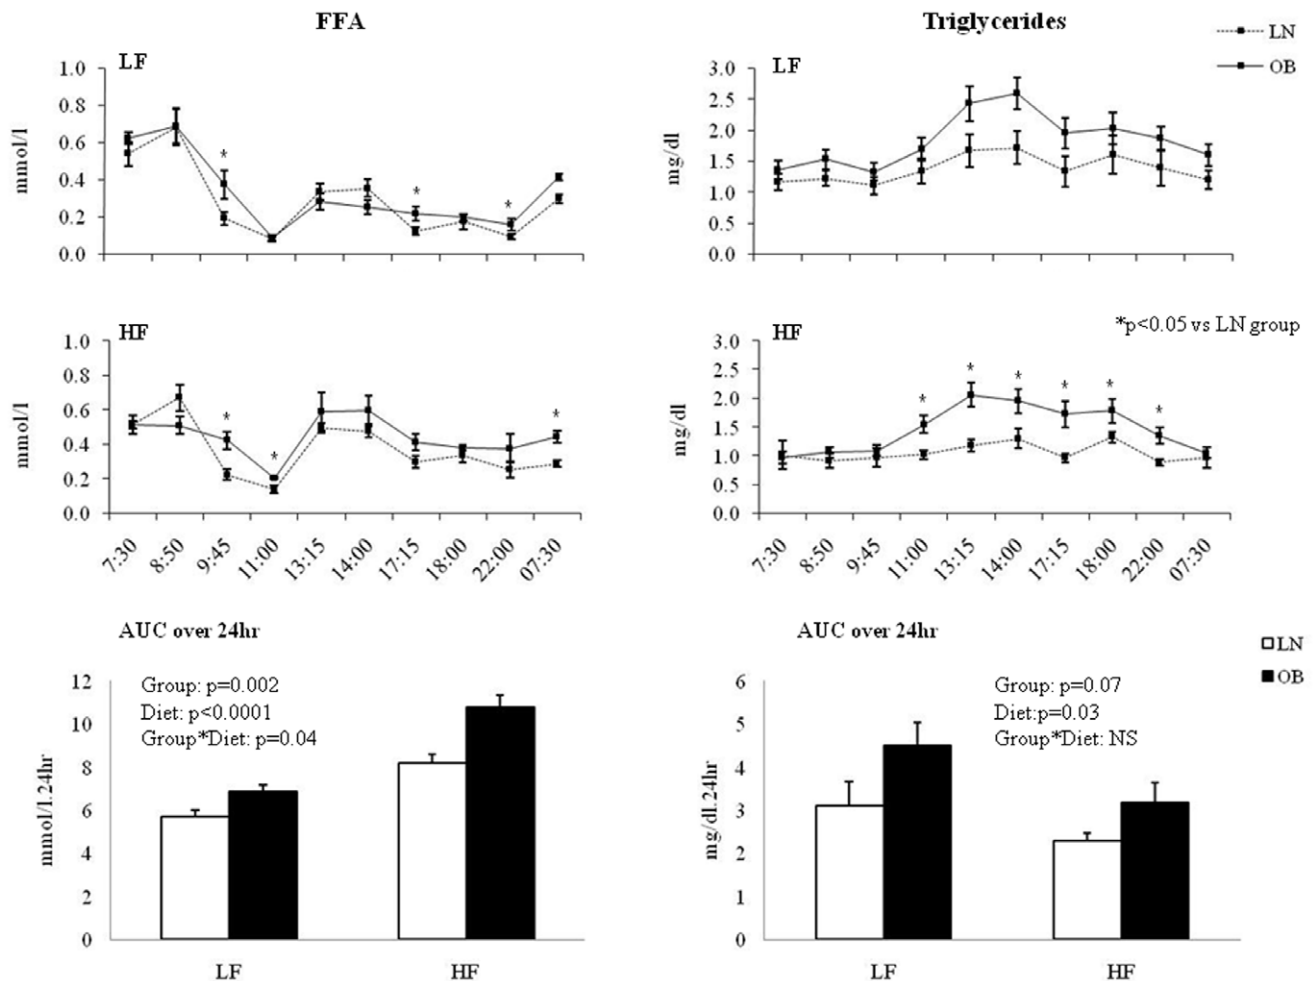 FFA
Triglycerides
LN
OB
LF
1.0
0.8
0.6
0.4
0.2
0.0
mmol/l
*
*
*
LF
3.0
2.5
2.0
1.5
1.0
0.5
0.0
mg/dl
HF
1.0
0.8
0.6
0.4
0.2
0.0
mmol/l
*
*
*
7:30 8:50 9:45 11:00 13:15 14:00 17:15 18:00 22:00 07:30
HF
*p<0.05 vs LN group
3.0
2.5
2.0
1.5
1.0
0.5
0.0
mg/dl
*
*
*
*
*
*
7:30 8:50 9:45 11:00 13:15 14:00 17:15 18:00 22:00 07:30
AUC over 24hr
12
10
8
6
4
2
0
mmol/l.24hr
Group: p=0.002
Diet: p<0.0001
Group*Diet: p=0.04
LF HF
AUC over 24hr
LN
OB
6
5
4
3
2
1
0
mg/dl.24hr
Group: p=0.07
Diet:p=0.03
Group*Diet: NS
LF HF